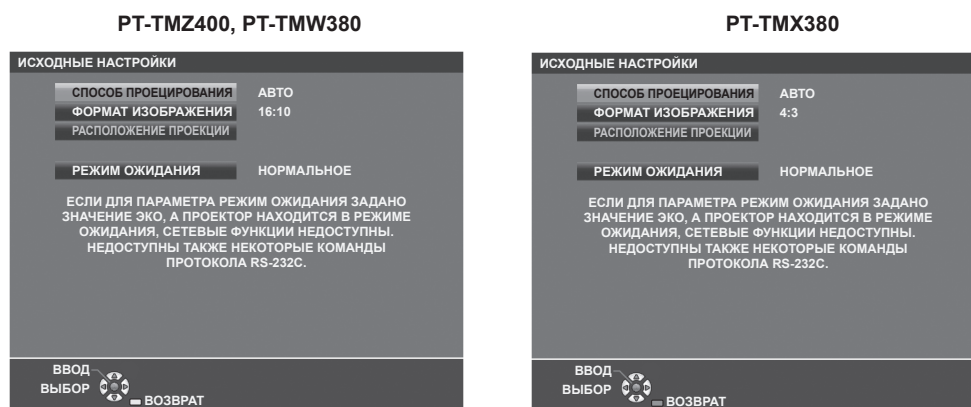 PT-TMZ400, PT-TMW380
ИСХОДНЫЕ НАСТРОЙКИ
СПОСОБ ПРОЕЦИРОВАНИЯ АВТО
ФОРМАТ ИЗОБРАЖЕНИЯ 16:10
РАСПОЛОЖЕНИЕ ПРОЕКЦИИ
РЕЖИМ ОЖИДАНИЯ НОРМАЛЬНОЕ
ЕСЛИ ДЛЯ ПАРАМЕТРА РЕЖИМ ОЖИДАНИЯ ЗАДАНО
ЗНАЧЕНИЕ ЭКО, А ПРОЕКТОР НАХОДИТСЯ В РЕЖИМЕ
ОЖИДАНИЯ, СЕТЕВЫЕ ФУНКЦИИ НЕДОСТУПНЫ.
НЕДОСТУПНЫ ТАКЖЕ НЕКОТОРЫЕ КОМАНДЫ
ПРОТОКОЛА RS-232C.
ВВОД
ВЫБОР
ВОЗВРАТ
PT-TMX380
ИСХОДНЫЕ НАСТРОЙКИ
СПОСОБ ПРОЕЦИРОВАНИЯ АВТО
ФОРМАТ ИЗОБРАЖЕНИЯ 4:3
РАСПОЛОЖЕНИЕ ПРОЕКЦИИ
РЕЖИМ ОЖИДАНИЯ НОРМАЛЬНОЕ
ЕСЛИ ДЛЯ ПАРАМЕТРА РЕЖИМ ОЖИДАНИЯ ЗАДАНО
ЗНАЧЕНИЕ ЭКО, А ПРОЕКТОР НАХОДИТСЯ В РЕЖИМЕ
ОЖИДАНИЯ, СЕТЕВЫЕ ФУНКЦИИ НЕДОСТУПНЫ.
НЕДОСТУПНЫ ТАКЖЕ НЕКОТОРЫЕ КОМАНДЫ
ПРОТОКОЛА RS-232C.
ВВОД
ВЫБОР
ВОЗВРАТ